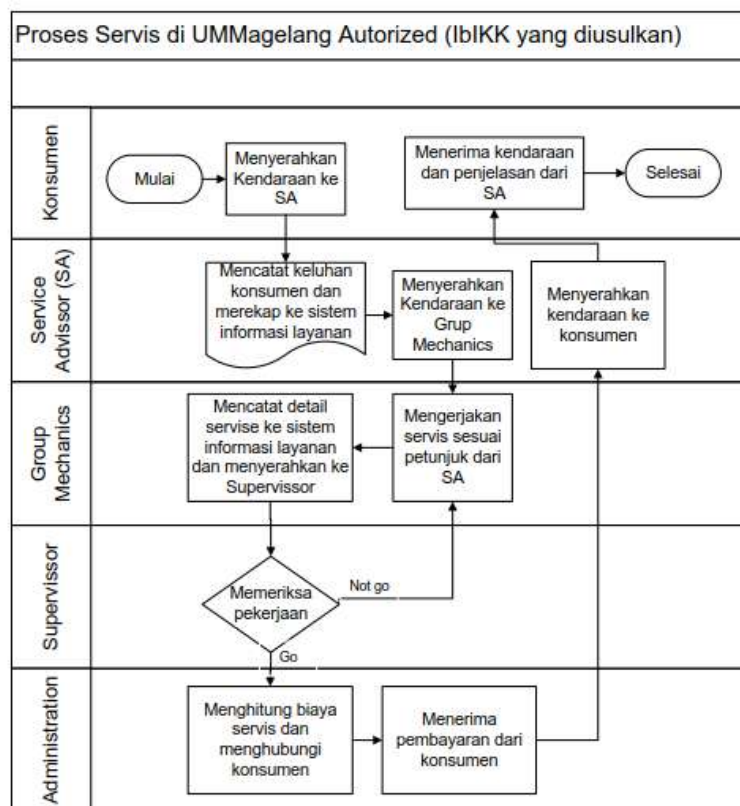 Proses Servis di UMMagelang Autorized (IbIKK yang diusulkan)
Konsumen
Mulai
Menyerahkan
Kendaraan ke
SA
Menerima kendaraan
dan penjelasan dari
SA
Selesai
Service
Advissor (SA)
Mencatat keluhan
konsumen dan
merekap ke sistem
informasi layanan
Menyerahkan
Kendaraan ke
Grup
Mechanics
Menyerahkan
kendaraan ke
konsumen
Group
Mechanics
Mencatat detail
servise ke sistem
informasi layanan
dan menyerahkan ke
Supervissor
Mengerjakan
servis sesuai
petunjuk dari
SA
Supervissor
Memeriksa
pekerjaan
Not go
Go
Administration
Menghitung biaya
servis dan
menghubungi
konsumen
Menerima
pembayaran dari
konsumen